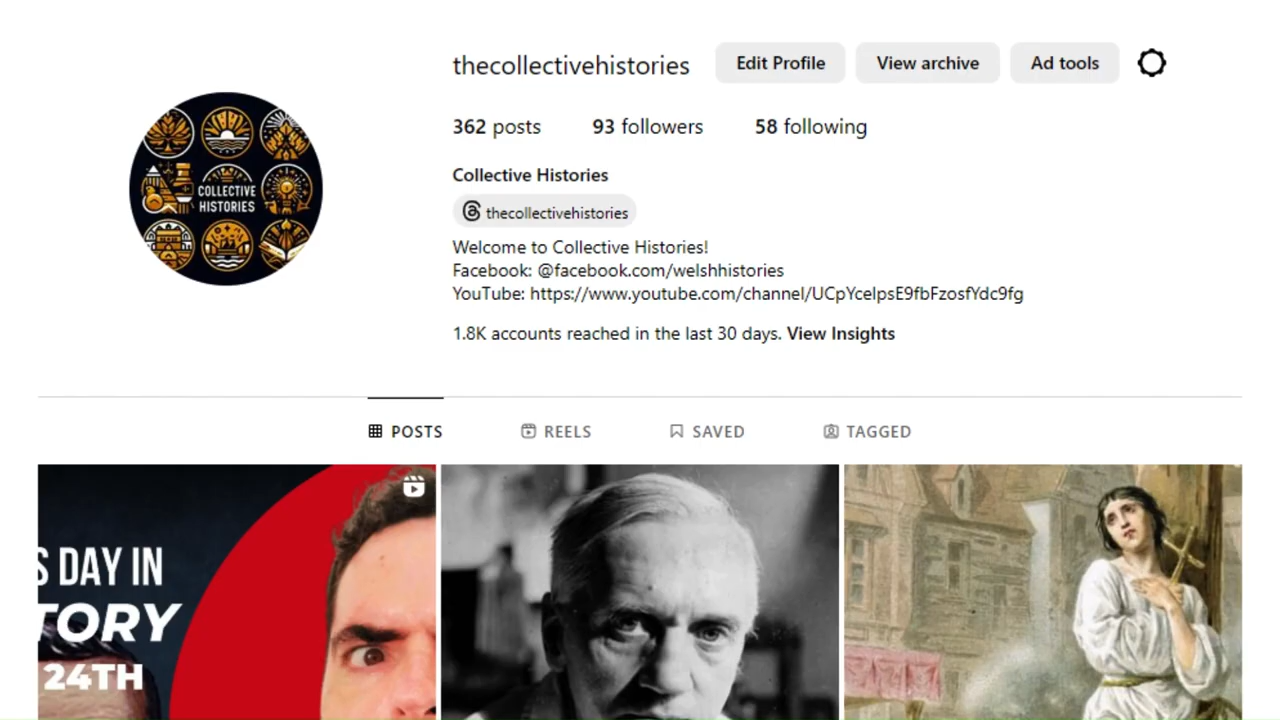 thecollectivehistories Edit Profile View archive Ad tools
362 posts 93 followers 58 following
Collective Histories
thecollectivehistories
Welcome to Collective Histories!
Facebook: @facebook.com/welshhistories
YouTube: https://www.youtube.com/channel/UCpYcelpsE9fbFzosfYdc9fg
1.8K accounts reached in the last 30 days. View Insights
COLLECTIVE
HISTORIES
POSTS REELS SAVED TAGGED
S DAY IN
TORY
24TH